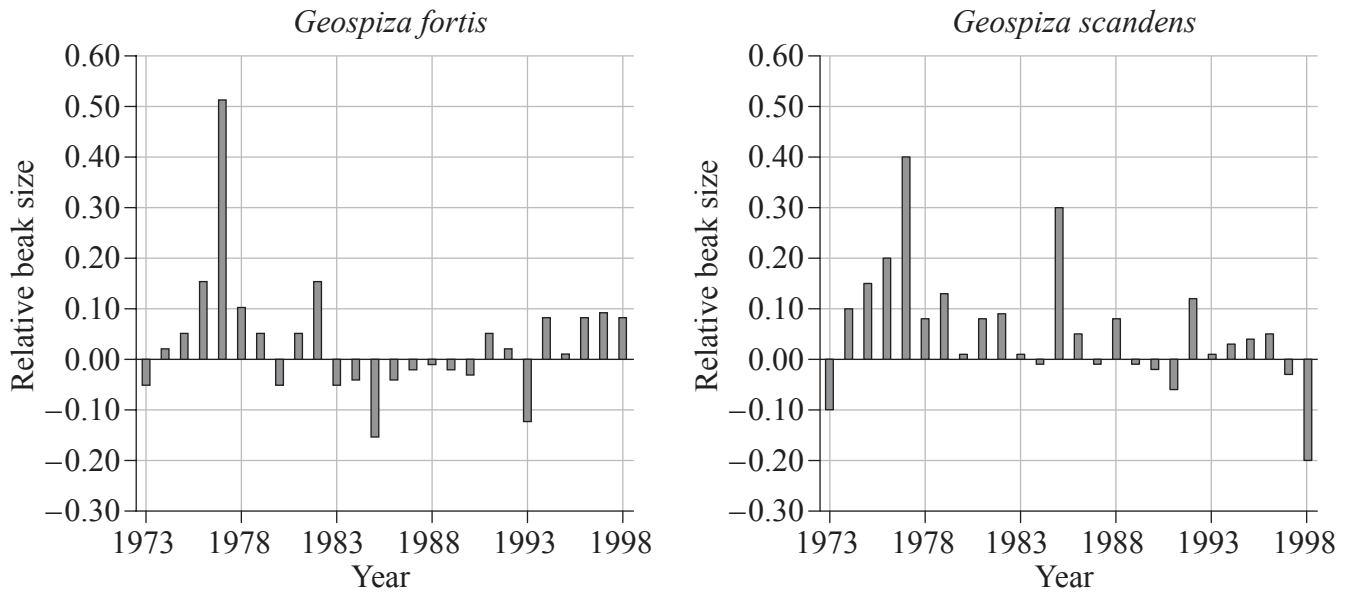 Geospiza fortis
Relative beak size
0.60
0.50
0.40
0.30
0.20
0.10
0.00
−0.10
−0.20
−0.30
1973 1978 1983 1988 1993 1998
Year
Geospiza scandens
Relative beak size
0.60
0.50
0.40
0.30
0.20
0.10
0.00
−0.10
−0.20
−0.30
1973 1978 1983 1988 1993 1998
Year